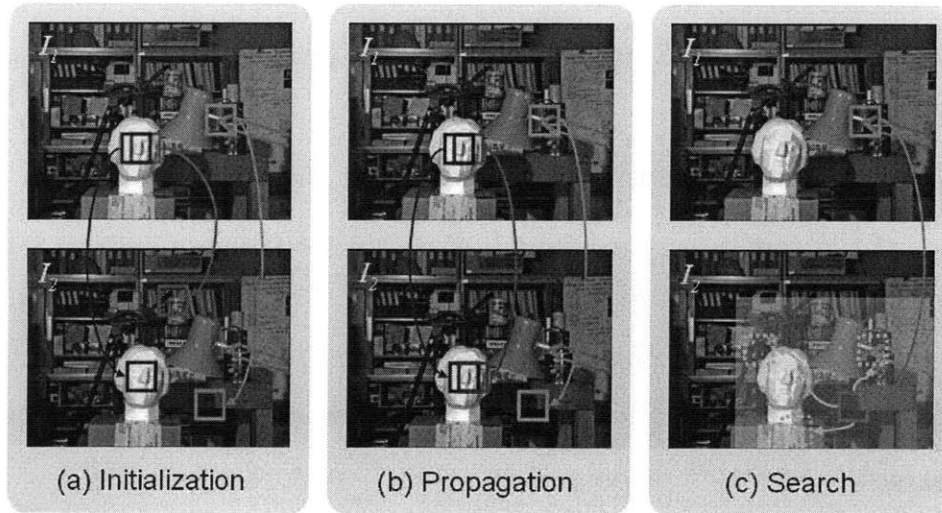 I₁
I₁
I₁
I₂
I₂
I₂
(a) Initialization
(b) Propagation
(c) Search